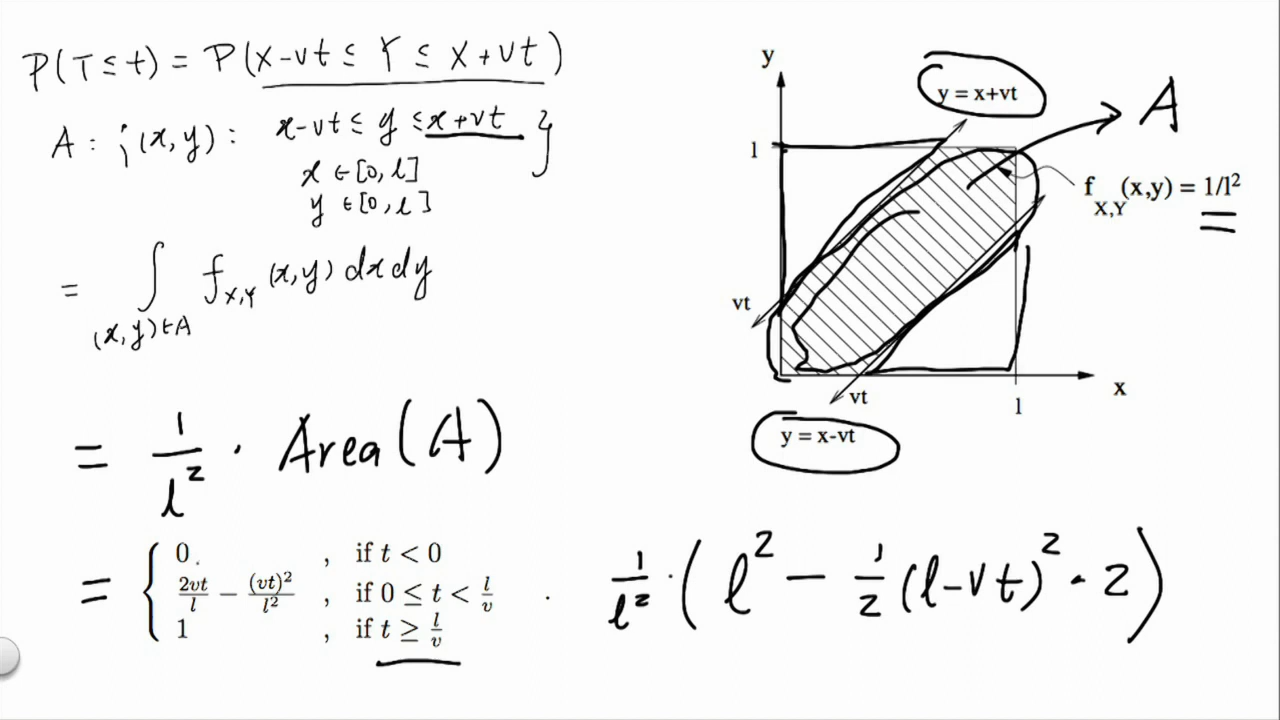 P(T ≤ t) = P(X-vt ≤ Y ≤ X+vt)
A : {(x,y) : x-vt ≤ y ≤ x+vt }
x ∈ [0,l]
y ∈ [0,l]
= ∫ f_{X,Y}(x,y) dx dy
(x,y) ∈ A
= 1/l² · Area(A)
= { 0 , if t < 0
2vt/l − (vt)²/l² , if 0 ≤ t < l/v .
1 , if t ≥ l/v
1/l² · ( l² − 1/2 (l-vt)² · 2 )
y
y = x+vt
A
l
f_{X,Y}(x,y) = 1/l²
vt
vt
x
l
y = x-vt